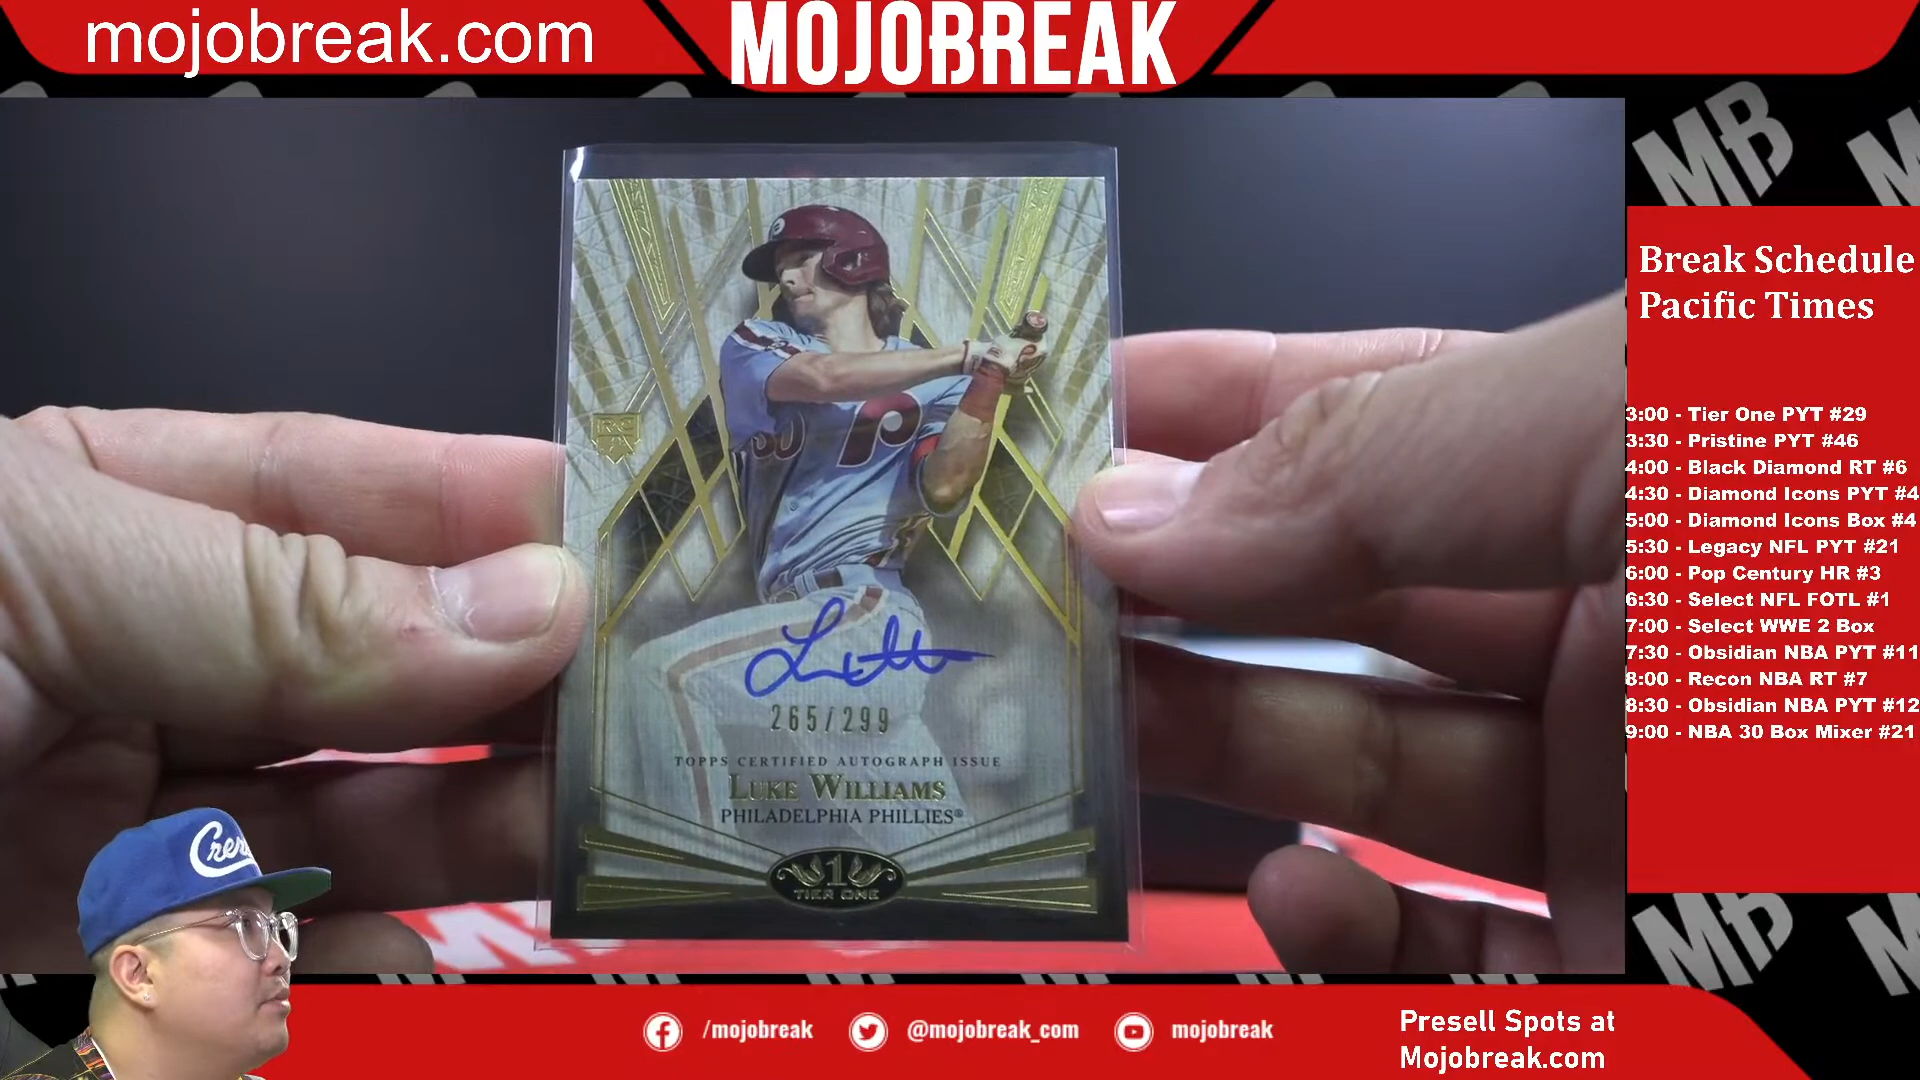 mojobreak.com
MOJOBREAK
MB
Break Schedule
Pacific Times
3:00 - Tier One PYT #29
3:30 - Pristine PYT #46
4:00 - Black Diamond RT #6
4:30 - Diamond Icons PYT #4
5:00 - Diamond Icons Box #4
5:30 - Legacy NFL PYT #21
6:00 - Pop Century HR #3
6:30 - Select NFL FOTL #1
7:00 - Select WWE 2 Box
7:30 - Obsidian NBA PYT #11
8:00 - Recon NBA RT #7
8:30 - Obsidian NBA PYT #12
9:00 - NBA 30 Box Mixer #21
RC
P
265/299
TOPPS CERTIFIED AUTOGRAPH ISSUE
LUKE WILLIAMS
PHILADELPHIA PHILLIES®
1
TIER ONE
MB
/mojobreak
@mojobreak_com
mojobreak
Presell Spots at
Mojobreak.com